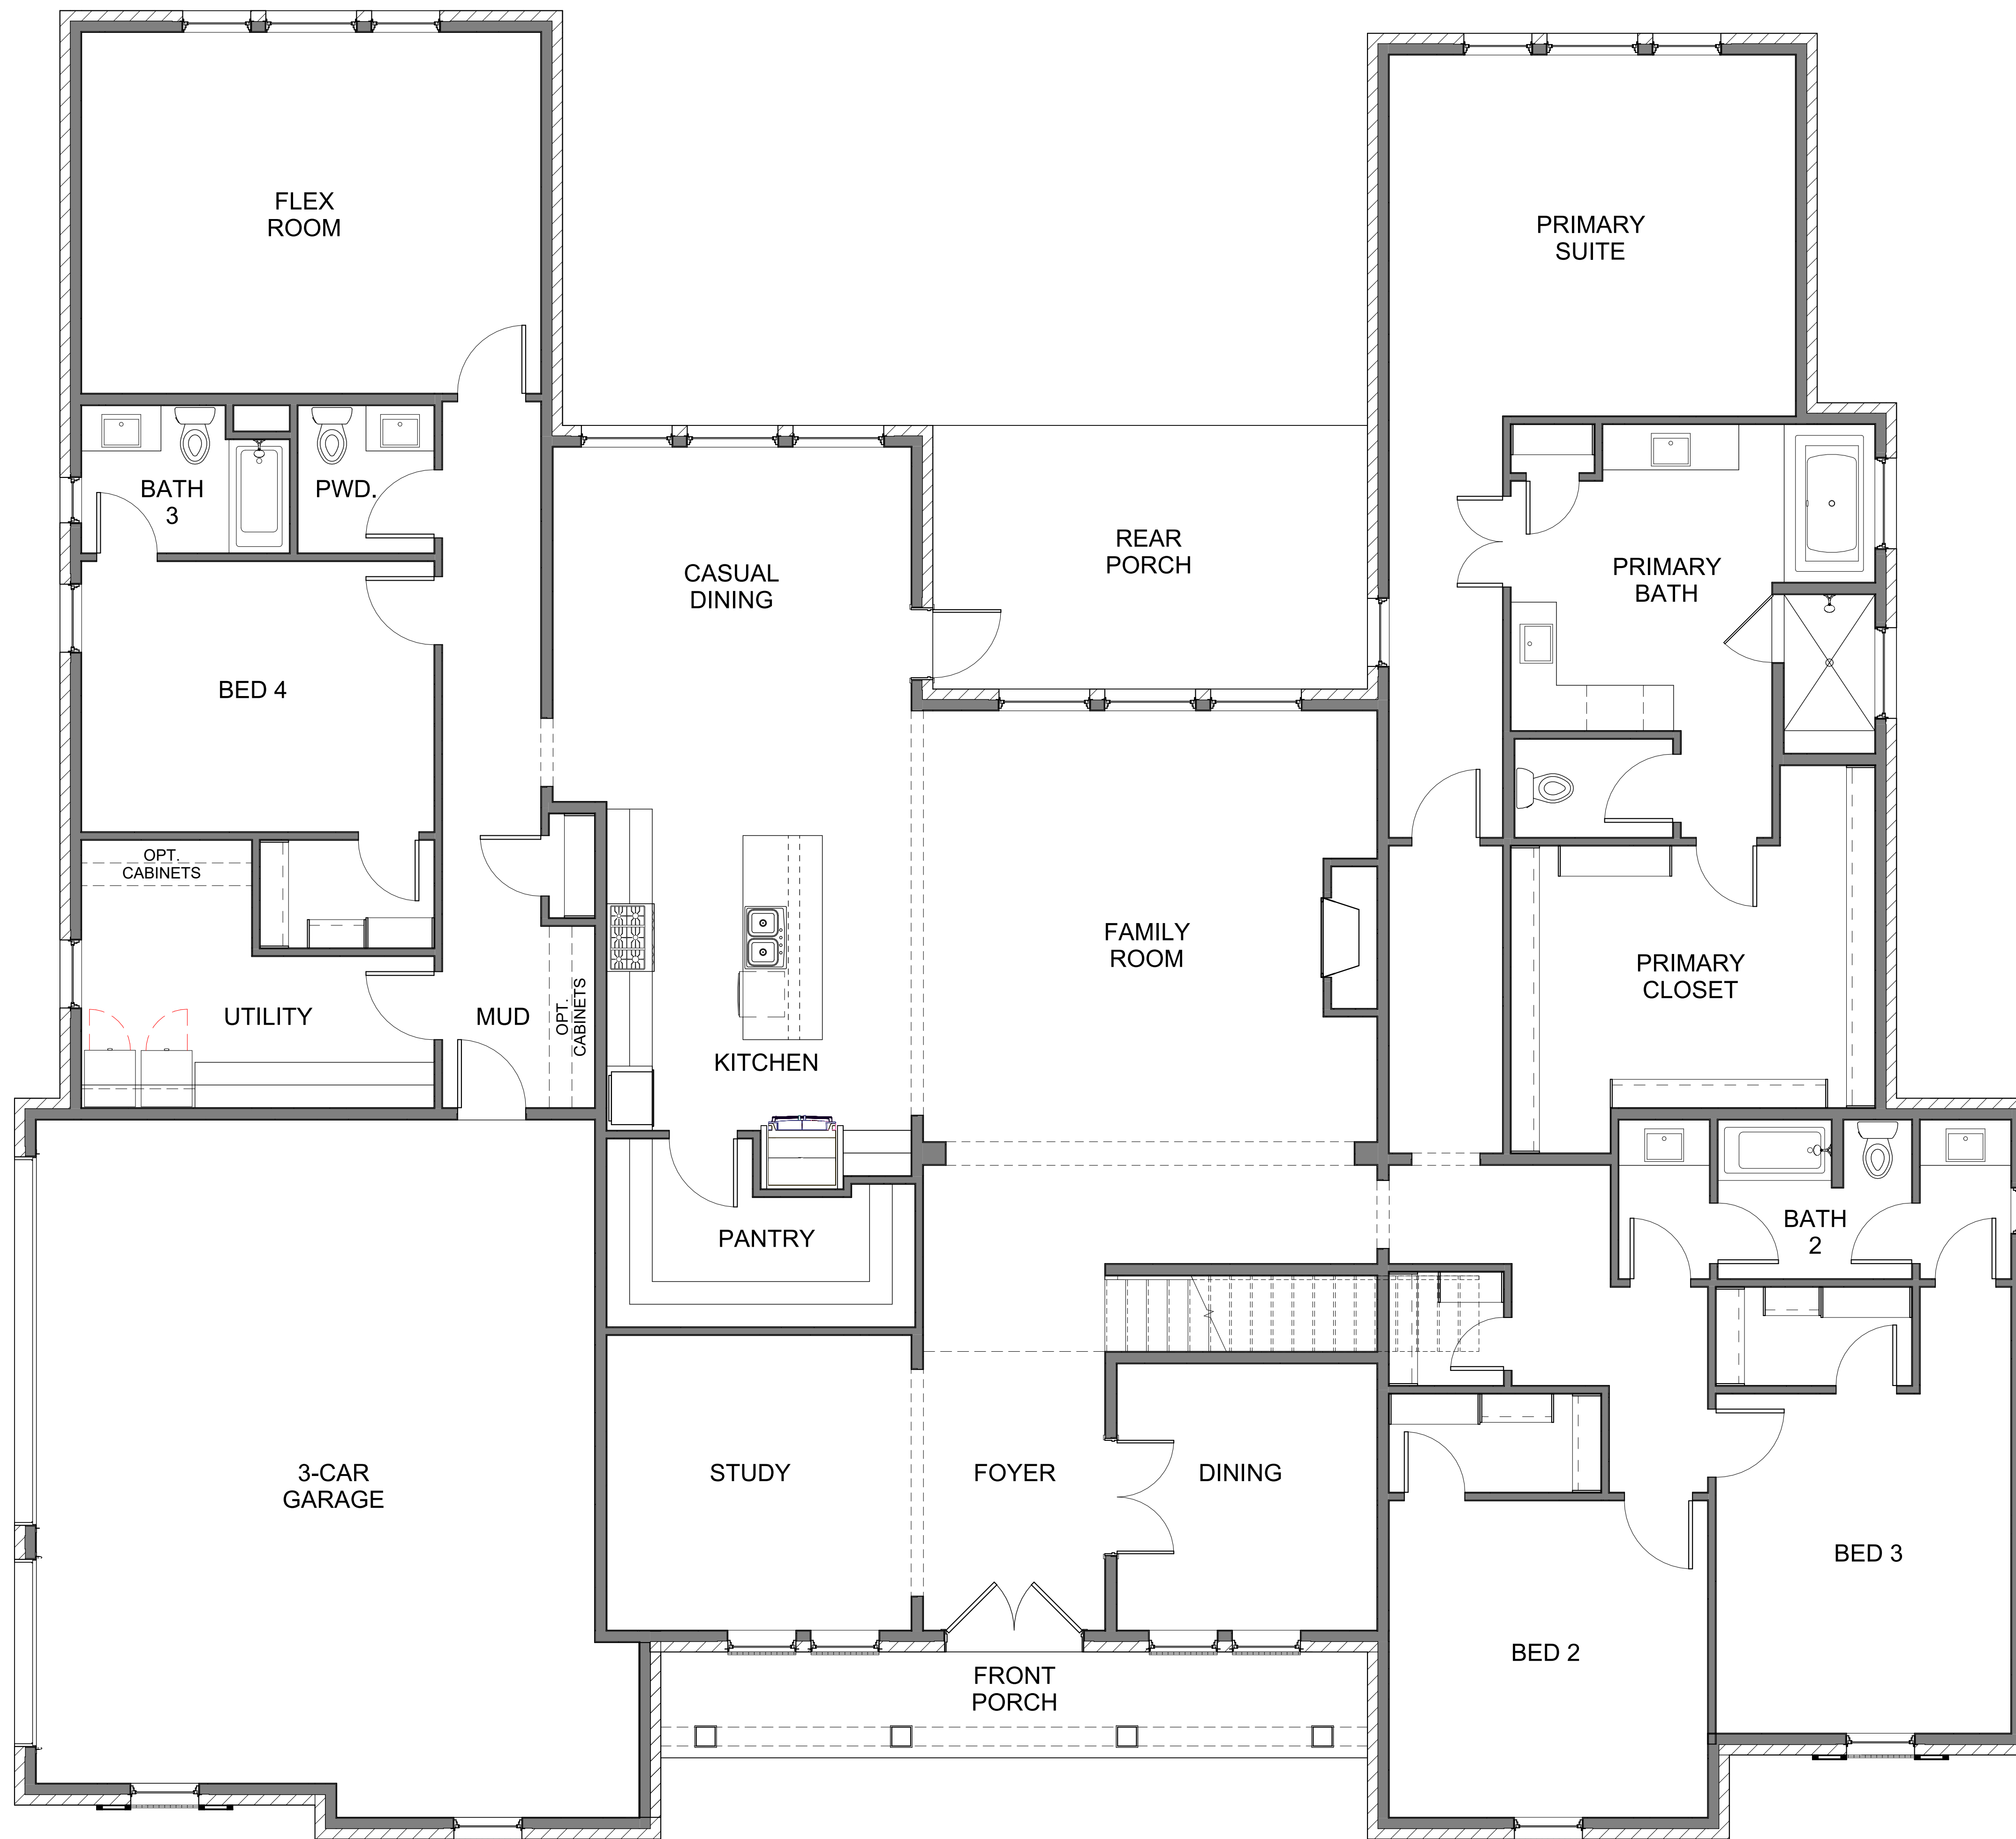 FLEX
ROOM
PRIMARY
SUITE
BATH
3
PWD.
CASUAL
DINING
REAR
PORCH
PRIMARY
BATH
BED 4
OPT.
CABINETS
FAMILY
ROOM
PRIMARY
CLOSET
UTILITY
MUD
OPT.
CABINETS
KITCHEN
PANTRY
BATH
2
3-CAR
GARAGE
STUDY
FOYER
DINING
BED 3
BED 2
FRONT
PORCH